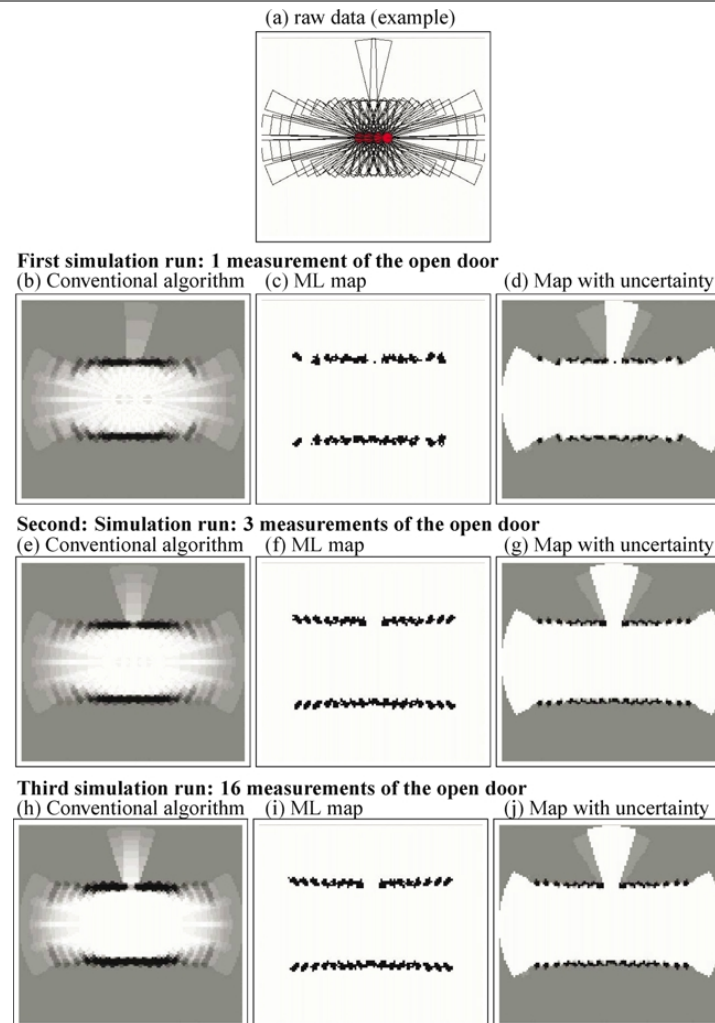 (a) raw data (example)
First simulation run: 1 measurement of the open door
(b) Conventional algorithm (c) ML map (d) Map with uncertainty
Second: Simulation run: 3 measurements of the open door
(e) Conventional algorithm (f) ML map (g) Map with uncertainty
Third simulation run: 16 measurements of the open door
(h) Conventional algorithm (i) ML map (j) Map with uncertainty